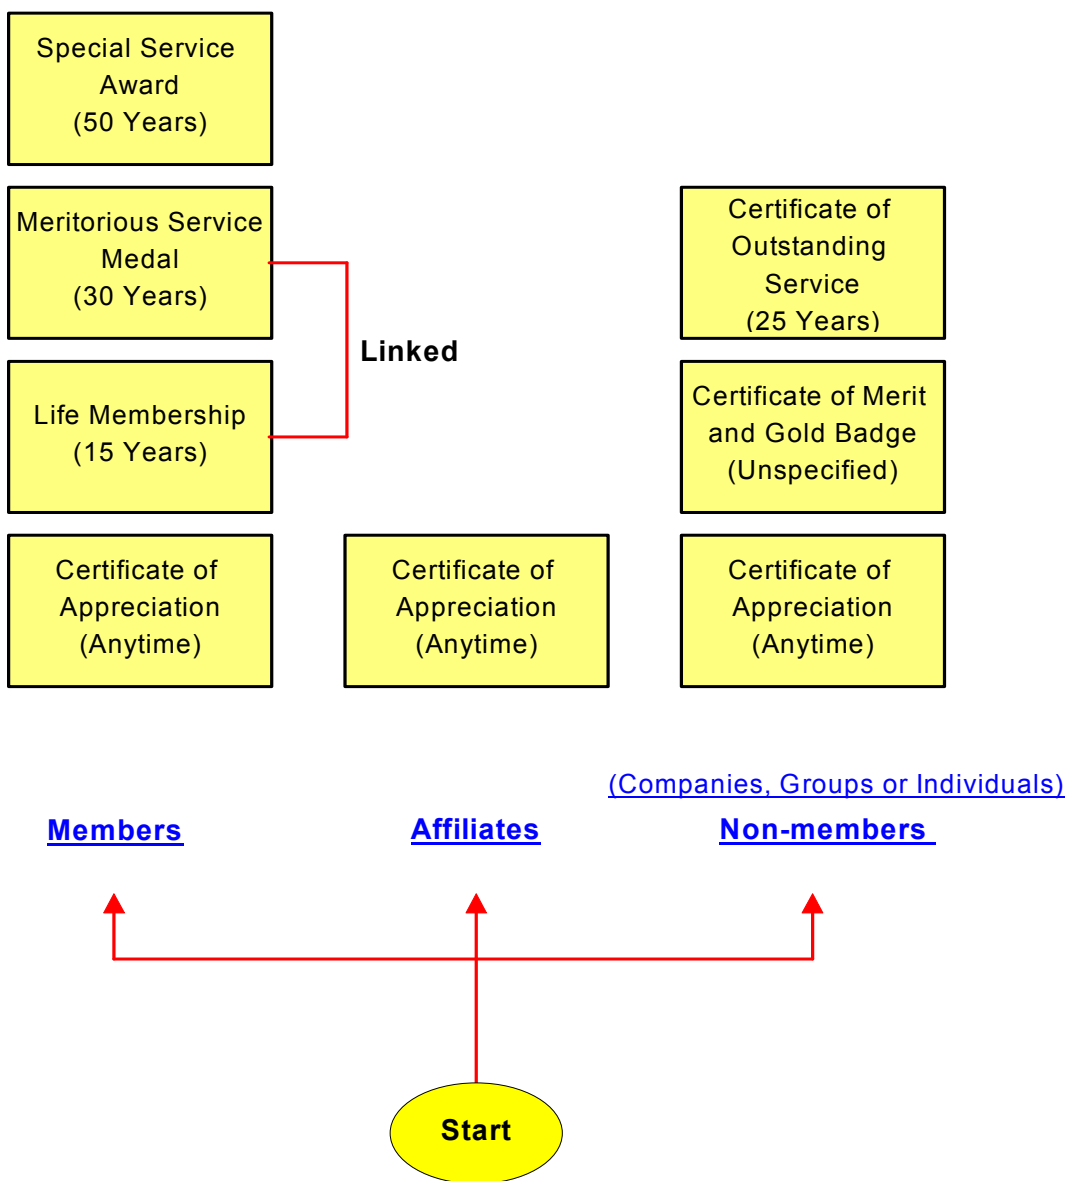 Special Service
Award
(50 Years)
Meritorious Service
Medal
(30 Years)
Certificate of
Outstanding
Service
(25 Years)
Linked
Life Membership
(15 Years)
Certificate of Merit
and Gold Badge
(Unspecified)
Certificate of
Appreciation
(Anytime)
Certificate of
Appreciation
(Anytime)
Certificate of
Appreciation
(Anytime)
(Companies, Groups or Individuals)
Members
Affiliates
Non-members
Start